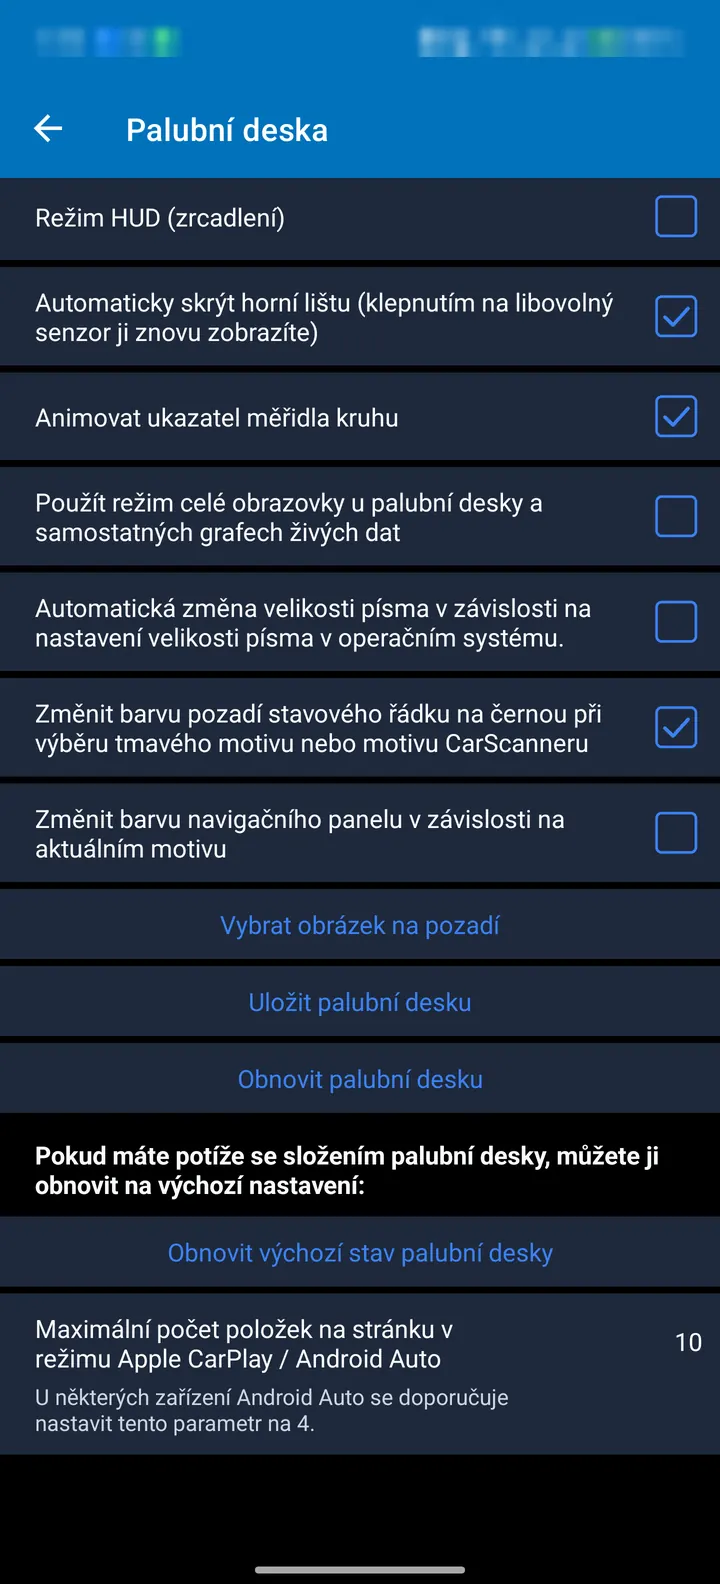 Palubní deska
Režim HUD (zrcadlení)
Automaticky skrýt horní lištu (klepnutím na libovolný
senzor ji znovu zobrazíte)
Animovat ukazatel měřidla kruhu
Použít režim celé obrazovky u palubní desky a
samostatných grafech živých dat
Automatická změna velikosti písma v závislosti na
nastavení velikosti písma v operačním systému.
Změnit barvu pozadí stavového řádku na černou při
výběru tmavého motivu nebo motivu CarScanneru
Změnit barvu navigačního panelu v závislosti na
aktuálním motivu
Vybrat obrázek na pozadí
Uložit palubní desku
Obnovit palubní desku
Pokud máte potíže se složením palubní desky, můžete ji
obnovit na výchozí nastavení:
Obnovit výchozí stav palubní desky
Maximální počet položek na stránku v
režimu Apple CarPlay / Android Auto
10
U některých zařízení Android Auto se doporučuje
nastavit tento parametr na 4.